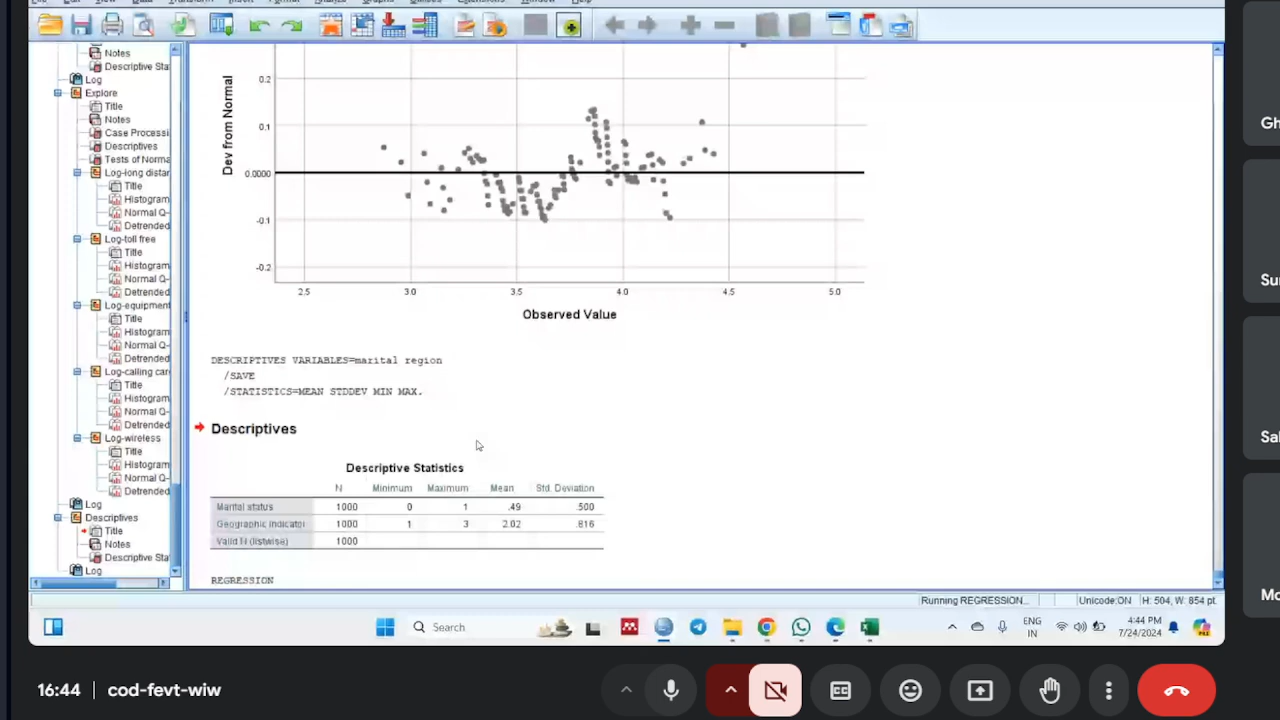 Notes
Descriptive Sta
Log
Explore
Title
Notes
Case Processi
Descriptives
Tests of Norma
Log-long distar
Title
Histogram
Normal Q-
Detrended
Log-toll free
Title
Histogram
Normal Q-
Detrended
Log-equipment
Title
Histogram
Normal Q-
Detrended
Log-calling car
Title
Histogram
Normal Q-
Detrended
Log-wireless
Title
Histogram
Normal Q-
Detrended
Log
Descriptives
Title
Notes
Descriptive Sta
Log
Dev from Normal
0.2
0.1
0.0000
-0.1
-0.2
2.5 3.0 3.5 4.0 4.5 5.0
Observed Value
DESCRIPTIVES VARIABLES=marital region
/SAVE
/STATISTICS=MEAN STDDEV MIN MAX.
Descriptives
Descriptive Statistics
N Minimum Maximum Mean Std. Deviation
Marital status 1000 0 1 .49 .500
Geographic indicator 1000 1 3 2.02 .816
Valid N (listwise) 1000
REGRESSION
Running REGRESSION... Unicode:ON H: 504, W: 854 pt.
Search
ENG
IN
4:44 PM
7/24/2024
16:44 | cod-fevt-wiw
Gh
Sur
Sal
Mo